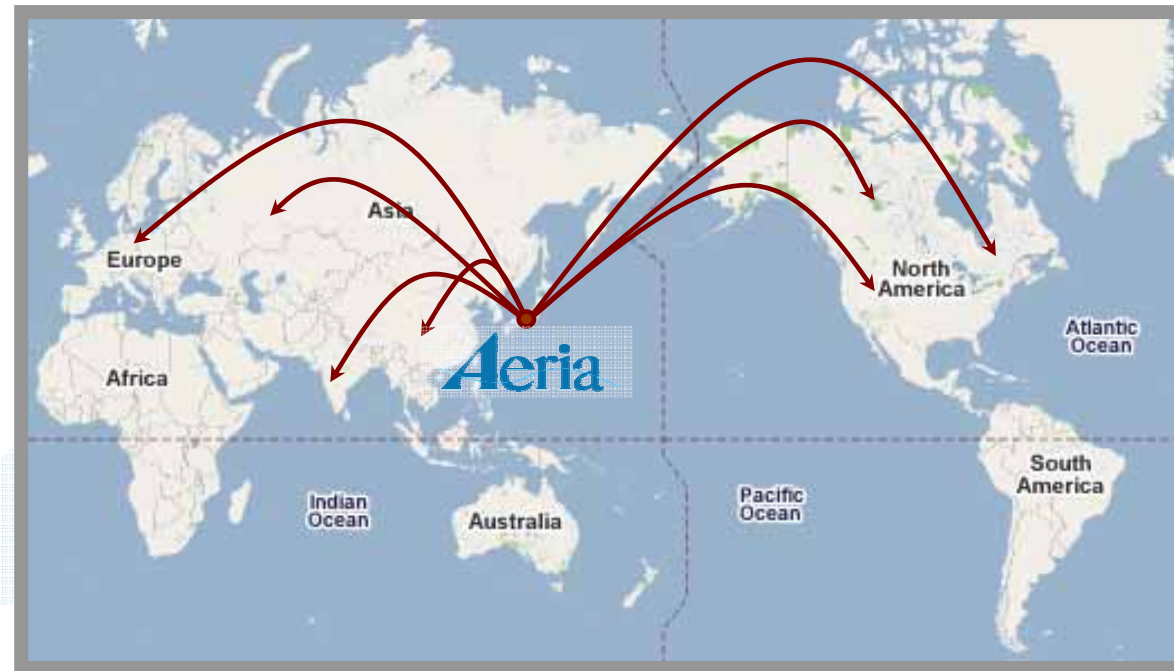 Asia
Europe
North
America
Atlantic
Ocean
Aeria
Africa
South
America
Indian
Ocean
Pacific
Ocean
Australia